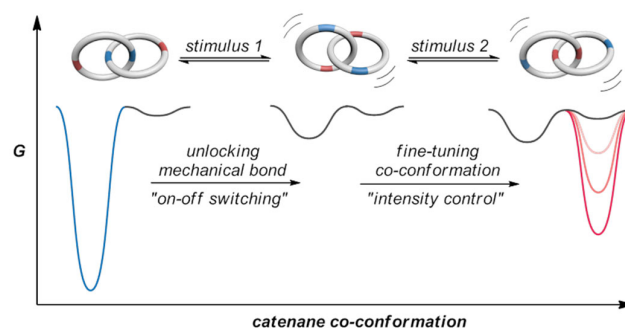 stimulus 1
stimulus 2
G
unlocking
mechanical bond
"on-off switching"
fine-tuning
co-conformation
"intensity control"
catenane co-conformation